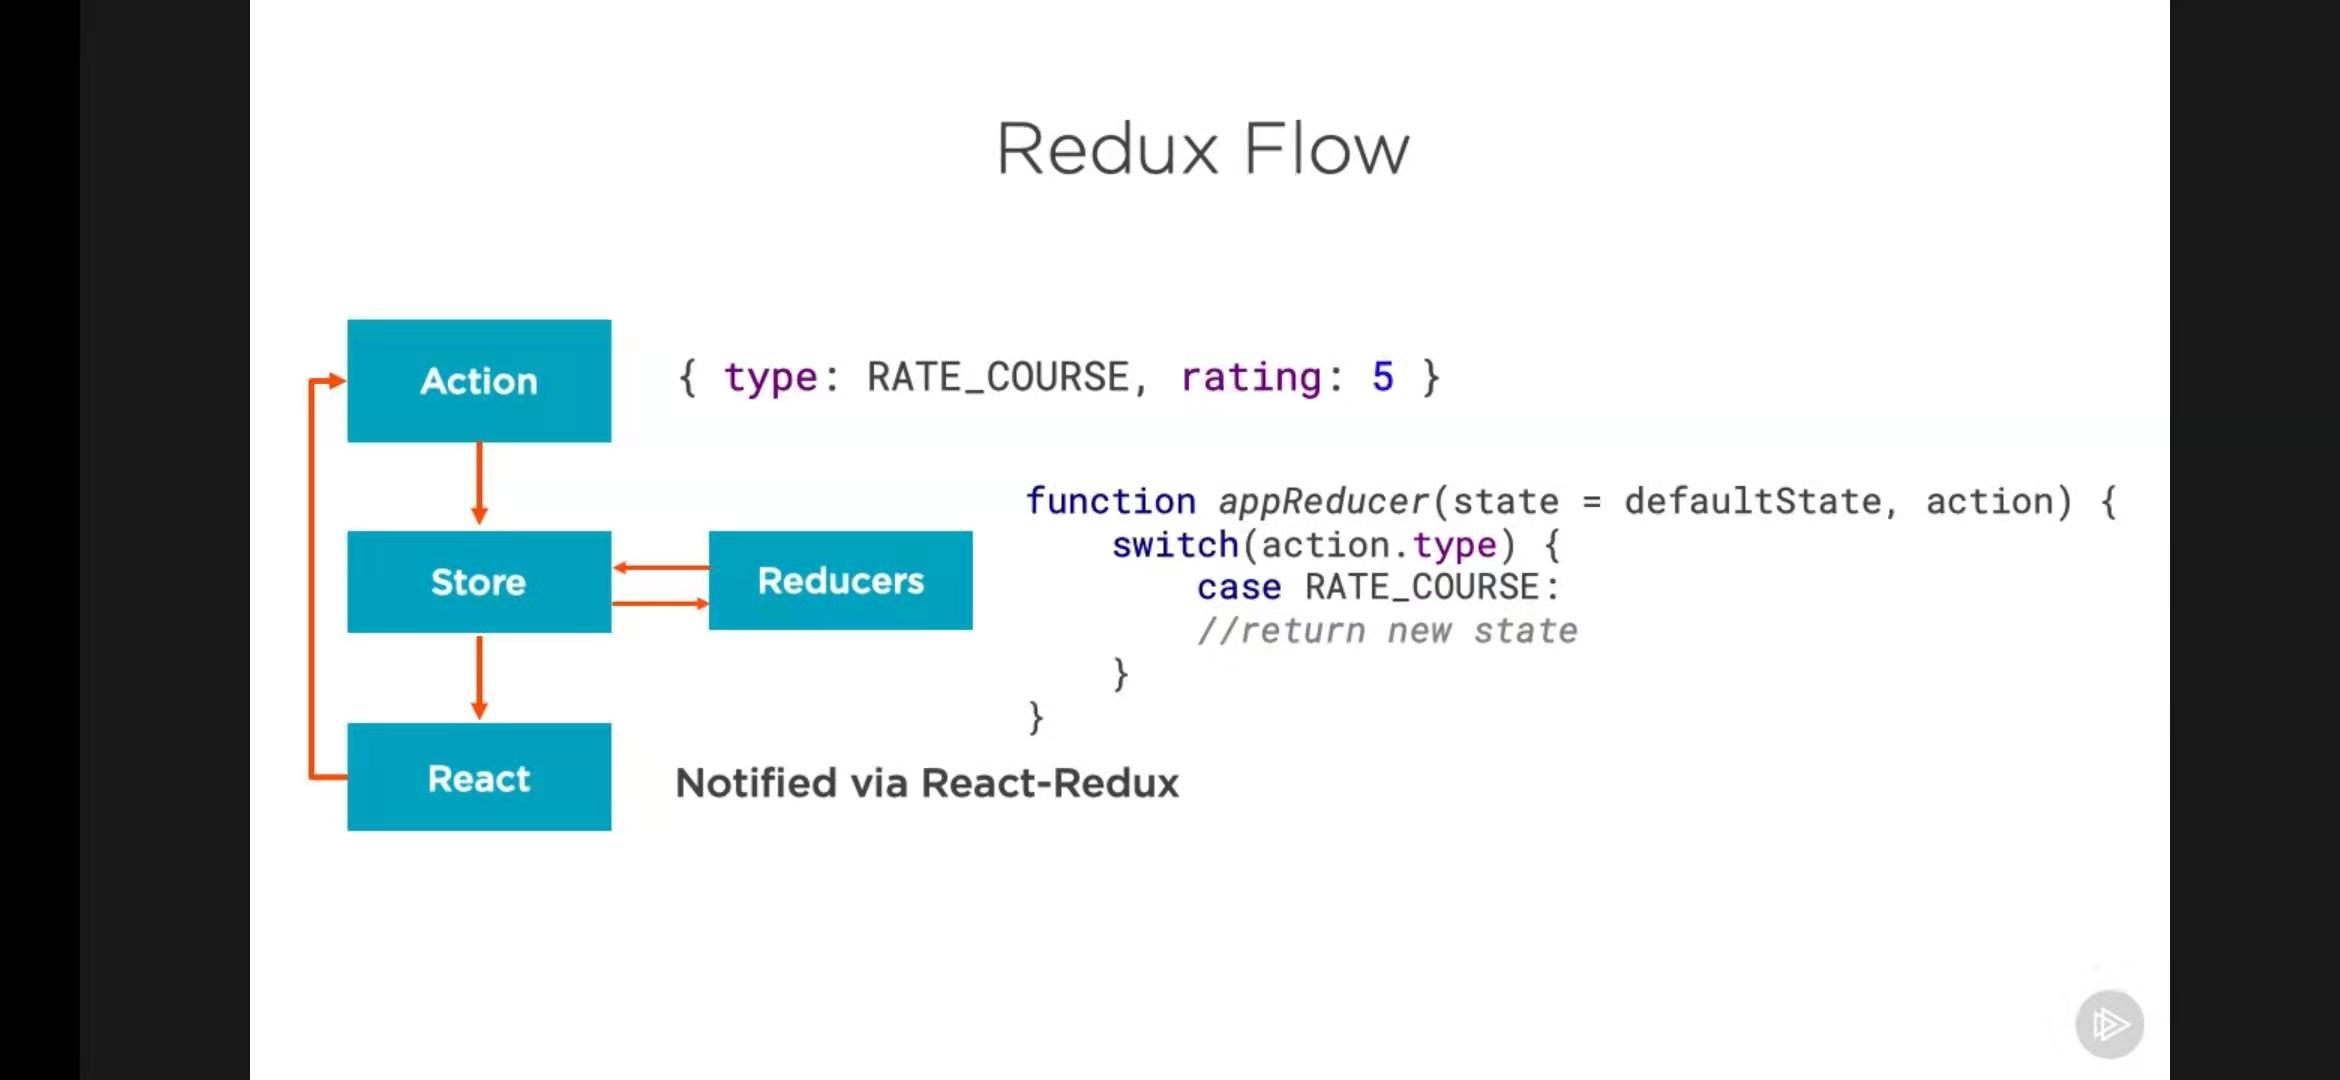 Redux Flow
Action
{ type: RATE_COURSE, rating: 5 }
Store
Reducers
function appReducer(state = defaultState, action) {
switch(action.type) {
case RATE_COURSE:
//return new state
}
}
React
Notified via React-Redux